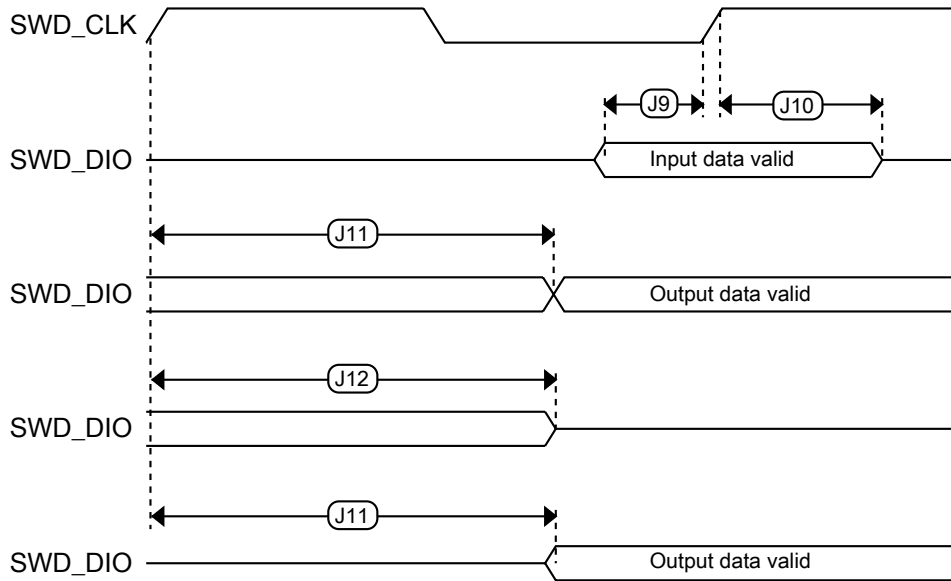 SWD_CLK
J9
J10
SWD_DIO
Input data valid
J11
SWD_DIO
Output data valid
J12
SWD_DIO
J11
SWD_DIO
Output data valid